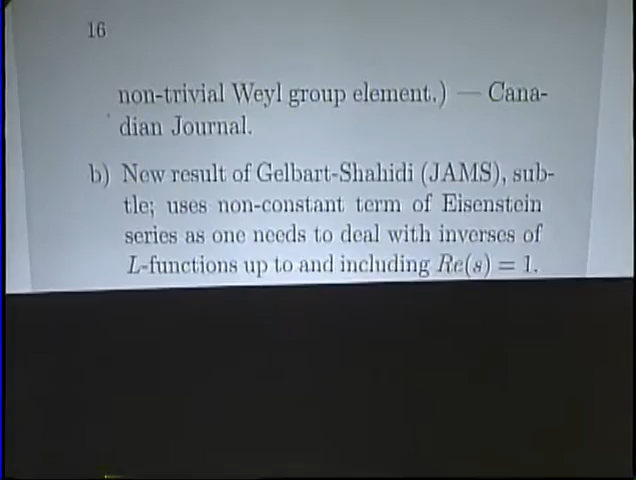 16
non-trivial Weyl group element.) — Cana-
dian Journal.
b) New result of Gelbart-Shahidi (JAMS), sub-
tle; uses non-constant term of Eisenstein
series as one needs to deal with inverses of
L-functions up to and including Re(s) = 1.